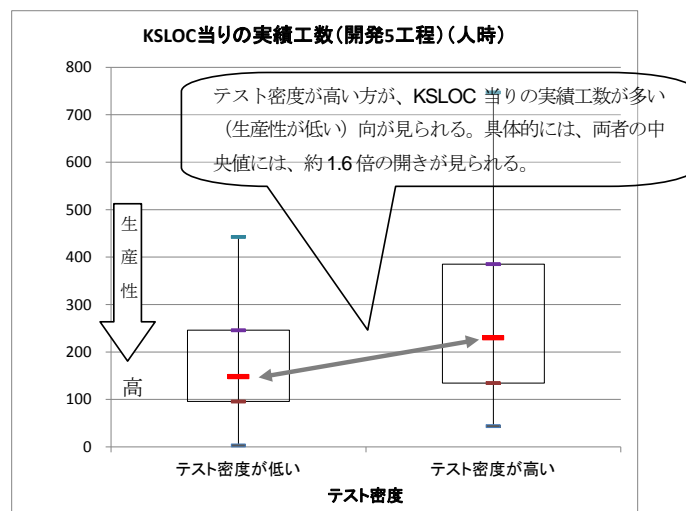 KSLOC当りの実績工数(開発5工程)(人時)
テスト密度が高い方が、KSLOC 当りの実績工数が多い
(生産性が低い)向が見られる。具体的には、両者の中
央値には、約1.6倍の開きが見られる。
800
700
600
500
400
300
200
100
0
生
産
性
高
テスト密度が低い
テスト密度が高い
テスト密度